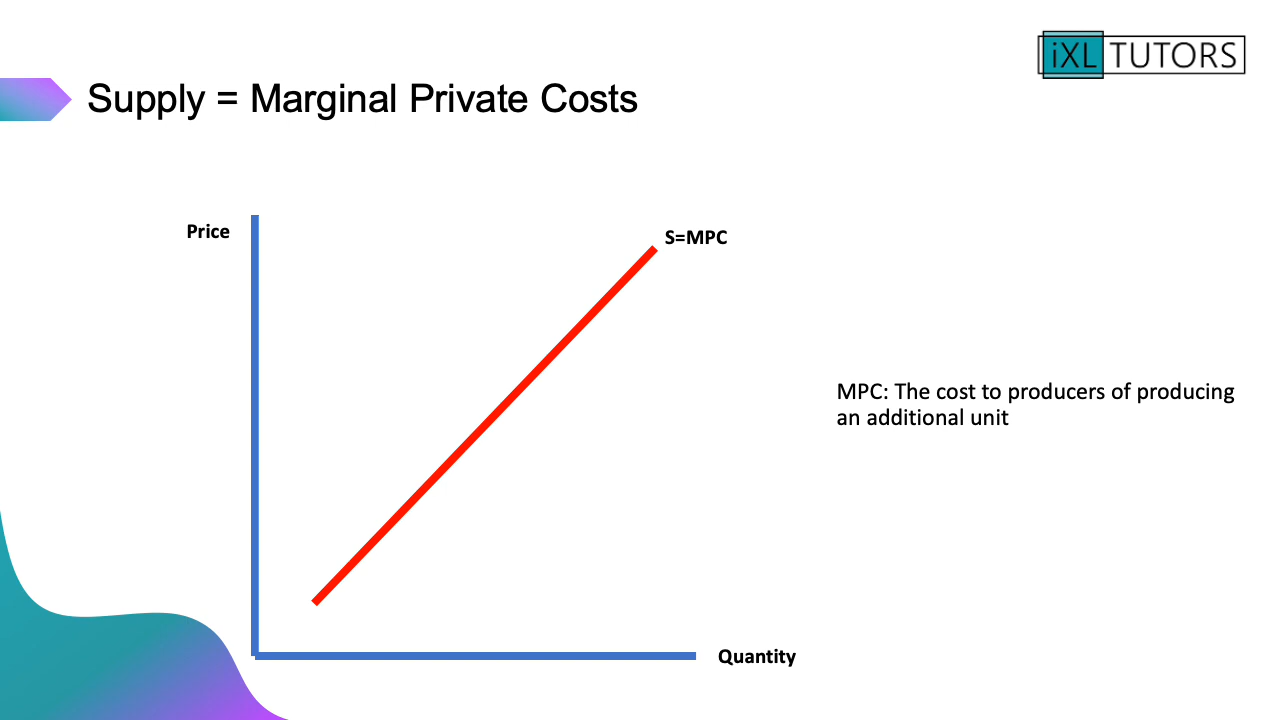 iXL TUTORS
Supply = Marginal Private Costs
Price
S=MPC
MPC: The cost to producers of producing
an additional unit
Quantity